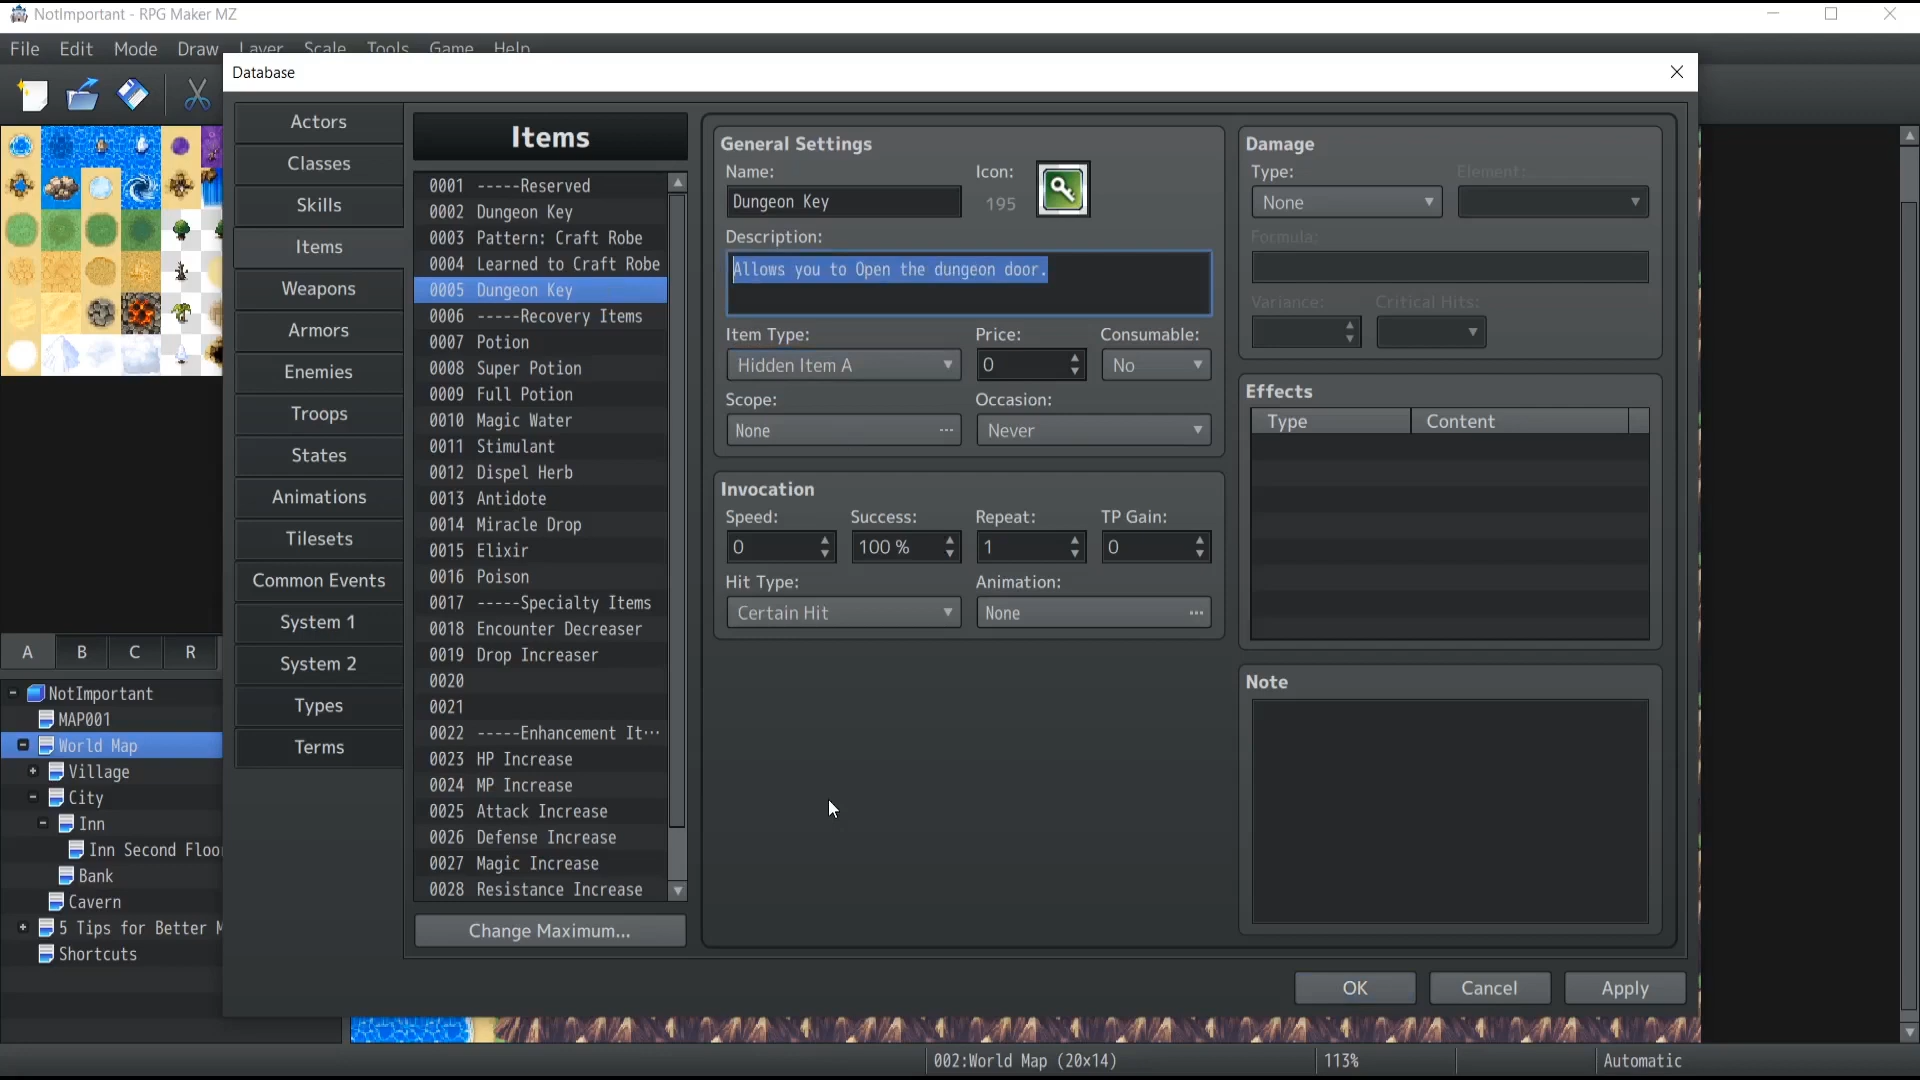 NotImportant - RPG Maker MZ
File Edit Mode Draw Layer Scale Tools Game Help
Database
Actors
Classes
Skills
Items
Weapons
Armors
Enemies
Troops
States
Animations
Tilesets
Common Events
System 1
System 2
Types
Terms
Items
0001 -----Reserved
0002 Dungeon Key
0003 Pattern: Craft Robe
0004 Learned to Craft Robe
0005 Dungeon Key
0006 -----Recovery Items
0007 Potion
0008 Super Potion
0009 Full Potion
0010 Magic Water
0011 Stimulant
0012 Dispel Herb
0013 Antidote
0014 Miracle Drop
0015 Elixir
0016 Poison
0017 -----Specialty Items
0018 Encounter Decreaser
0019 Drop Increaser
0020
0021
0022 -----Enhancement It…
0023 HP Increase
0024 MP Increase
0025 Attack Increase
0026 Defense Increase
0027 Magic Increase
0028 Resistance Increase
Change Maximum...
General Settings
Name: Icon:
Dungeon Key 195
Description:
Allows you to Open the dungeon door.
Item Type: Price: Consumable:
Hidden Item A 0 No
Scope: Occasion:
None ... Never
Invocation
Speed: Success: Repeat: TP Gain:
0 100 % 1 0
Hit Type: Animation:
Certain Hit None ...
Damage
Type: Element:
None
Formula:
Variance: Critical Hits:
Effects
Type Content
Note
OK Cancel Apply
A B C R
NotImportant
MAP001
World Map
Village
City
Inn
Inn Second Floor
Bank
Cavern
5 Tips for Better M
Shortcuts
002:World Map (20×14) 113% Automatic